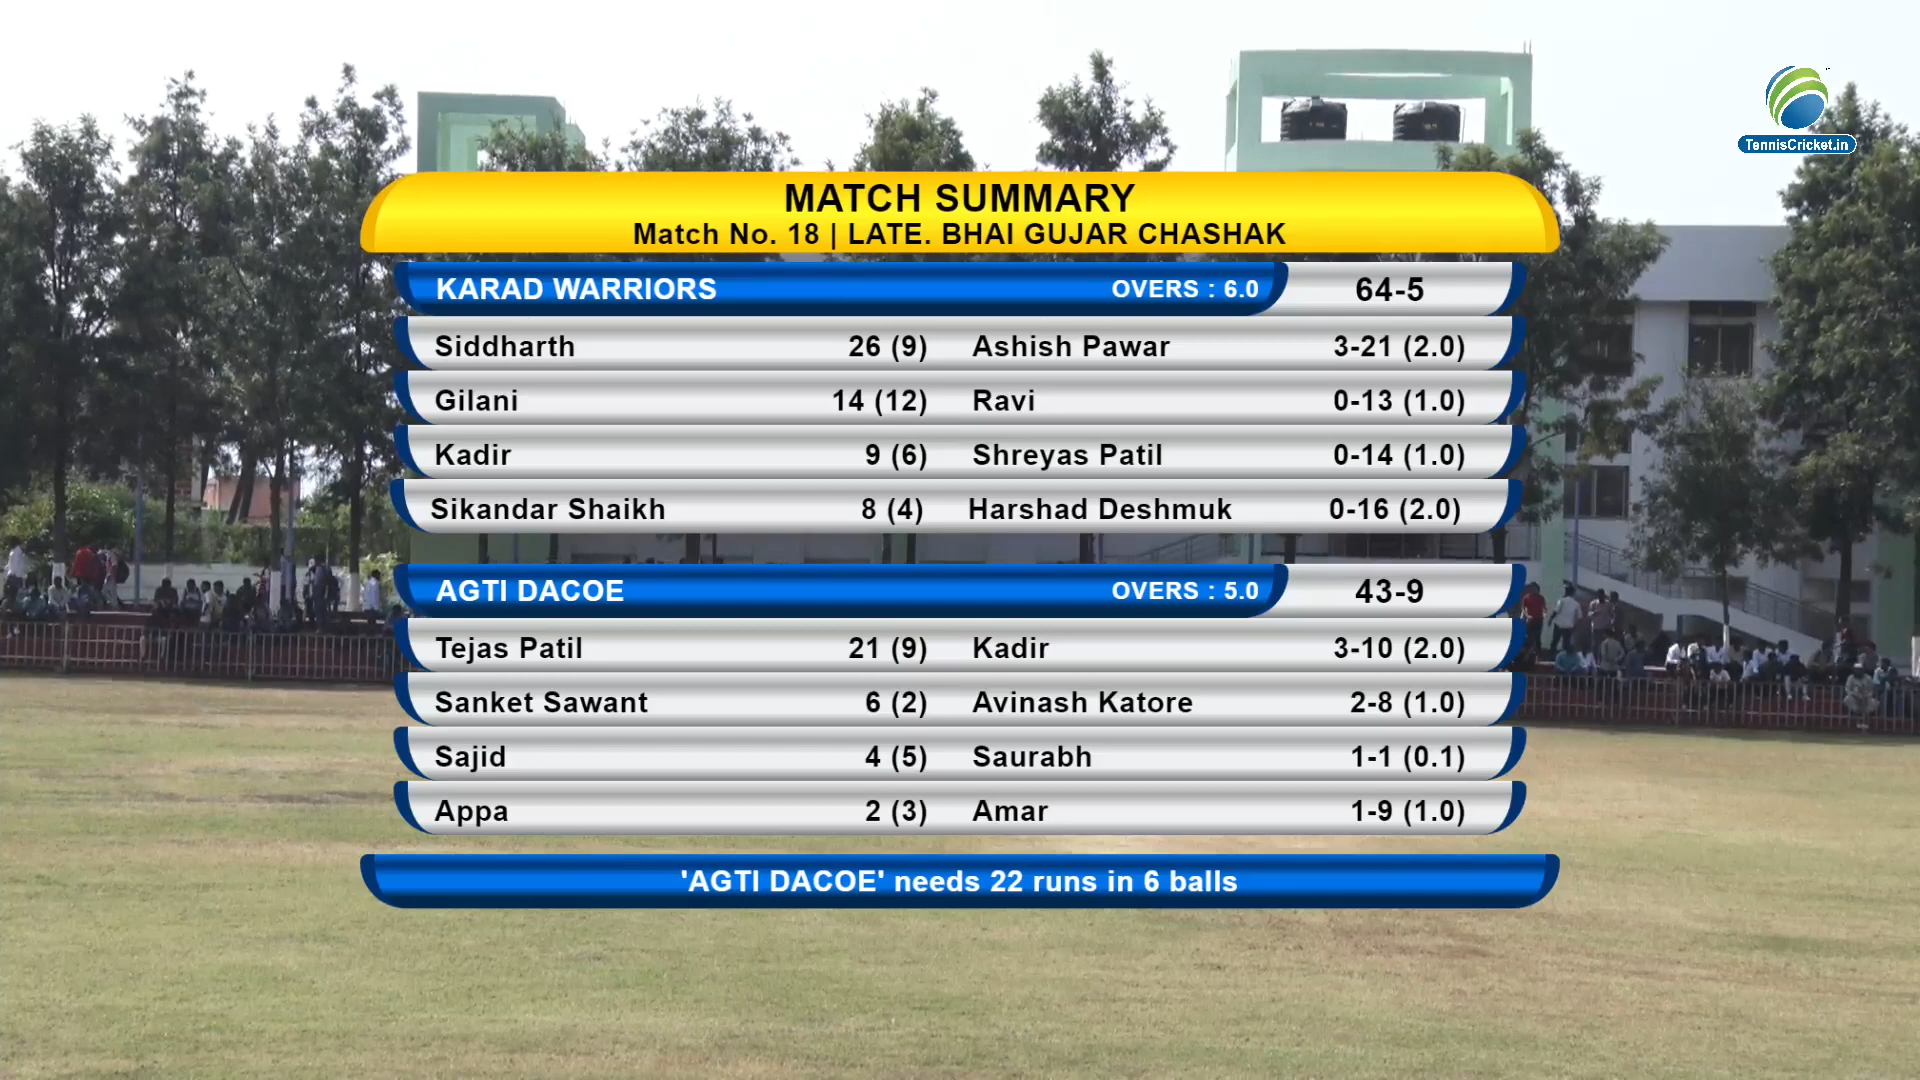 TennisCricket.in
MATCH SUMMARY
Match No. 18 | LATE. BHAI GUJAR CHASHAK
KARAD WARRIORS OVERS : 6.0 64-5
Siddharth 26 (9) Ashish Pawar 3-21 (2.0)
Gilani 14 (12) Ravi 0-13 (1.0)
Kadir 9 (6) Shreyas Patil 0-14 (1.0)
Sikandar Shaikh 8 (4) Harshad Deshmuk 0-16 (2.0)
AGTI DACOE OVERS : 5.0 43-9
Tejas Patil 21 (9) Kadir 3-10 (2.0)
Sanket Sawant 6 (2) Avinash Katore 2-8 (1.0)
Sajid 4 (5) Saurabh 1-1 (0.1)
Appa 2 (3) Amar 1-9 (1.0)
'AGTI DACOE' needs 22 runs in 6 balls